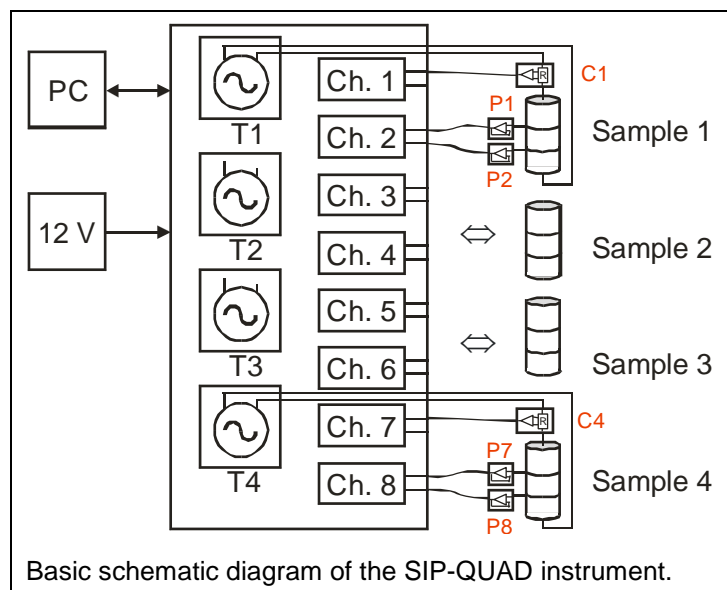 PC
12 V
T1
T2
T3
T4
Ch. 1
Ch. 2
Ch. 3
Ch. 4
Ch. 5
Ch. 6
Ch. 7
Ch. 8
R
C1
P1
P2
Sample 1
Sample 2
Sample 3
R
C4
P7
P8
Sample 4
Basic schematic diagram of the SIP-QUAD instrument.